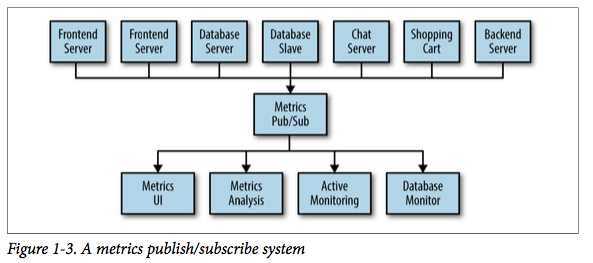 Frontend Server
Frontend Server
Database Server
Database Slave
Chat Server
Shopping Cart
Backend Server
Metrics Pub/Sub
Metrics UI
Metrics Analysis
Active Monitoring
Database Monitor
Figure 1-3. A metrics publish/subscribe system